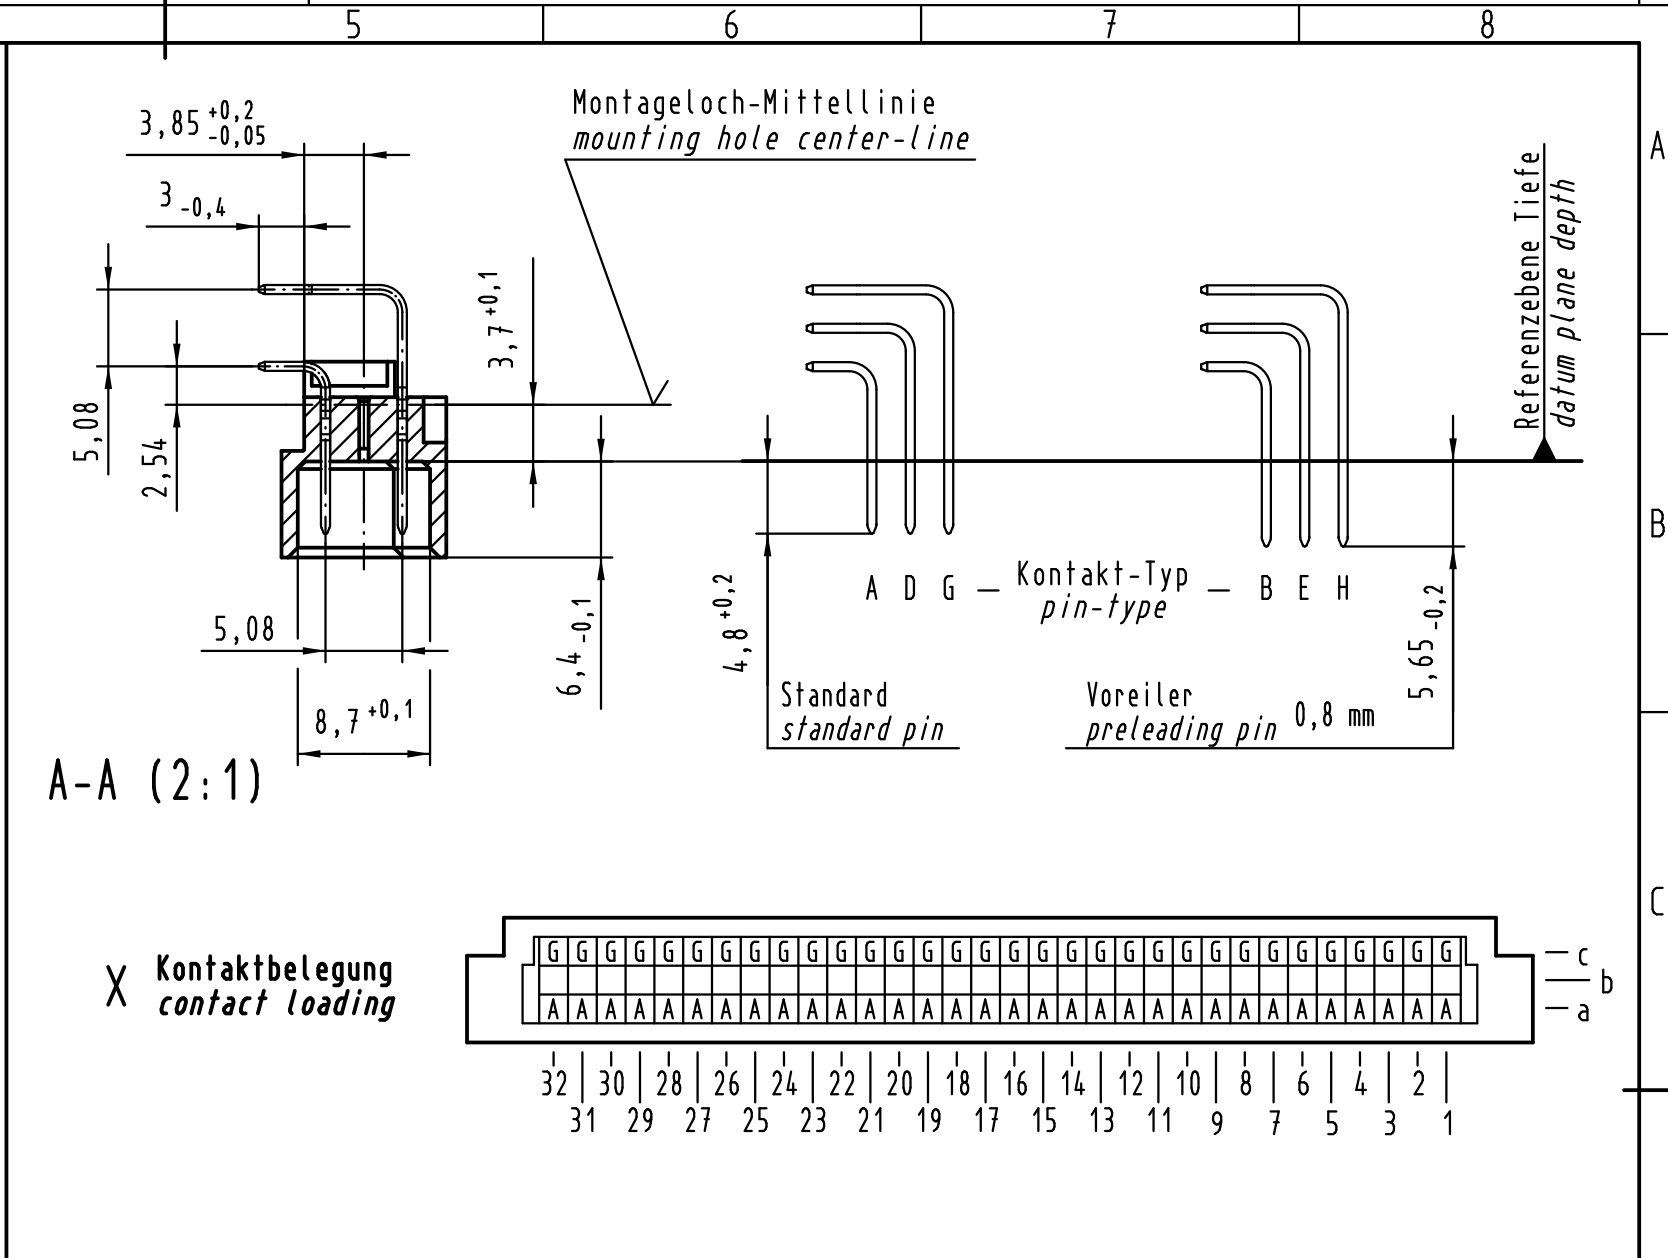 5 6 7 8
A
B
C
3,85 +0,2 -0,05
3 -0,4
5,08
2,54
3,7 +0,1
Montageloch-Mittellinie
mounting hole center-line
Referenzebene Tiefe
datum plane depth
6,4 -0,1
5,08
8,7 +0,1
A-A (2:1)
4,8 +0,2
A D G — Kontakt-Typ — B E H
pin-type
5,65 -0,2
Standard
standard pin
Voreiler
preleading pin 0,8 mm
X Kontaktbelegung
contact loading
G G G G G G G G G G G G G G G G G G G G G G G G G G G G G G G G
A A A A A A A A A A A A A A A A A A A A A A A A A A A A A A A A
c
b
a
32 30 28 26 24 22 20 18 16 14 12 10 8 6 4 2
31 29 27 25 23 21 19 17 15 13 11 9 7 5 3 1